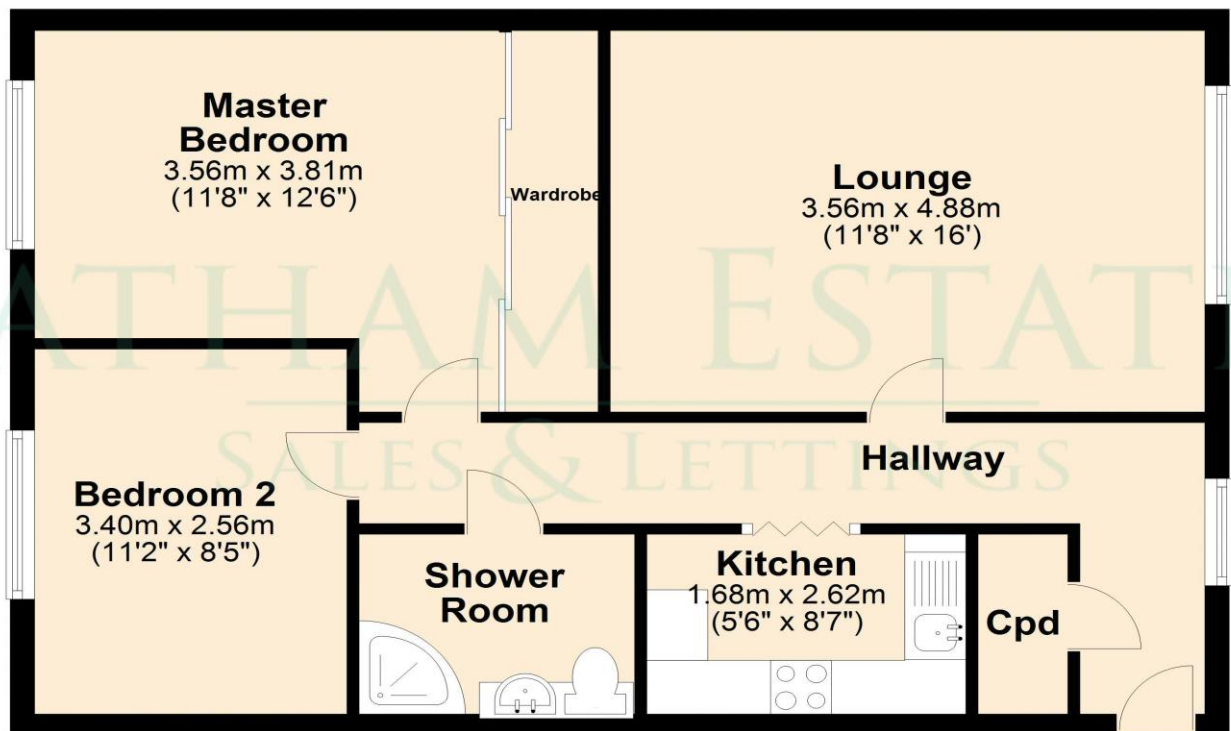 Master
Bedroom
3.56m x 3.81m
(11'8" x 12'6")
Wardrobe
Lounge
3.56m x 4.88m
(11'8" x 16')
ATHAM ESTAT
SALES & LETTINGS
Hallway
Bedroom 2
3.40m x 2.56m
(11'2" x 8'5")
Shower
Room
Kitchen
1.68m x 2.62m
(5'6" x 8'7")
Cpd